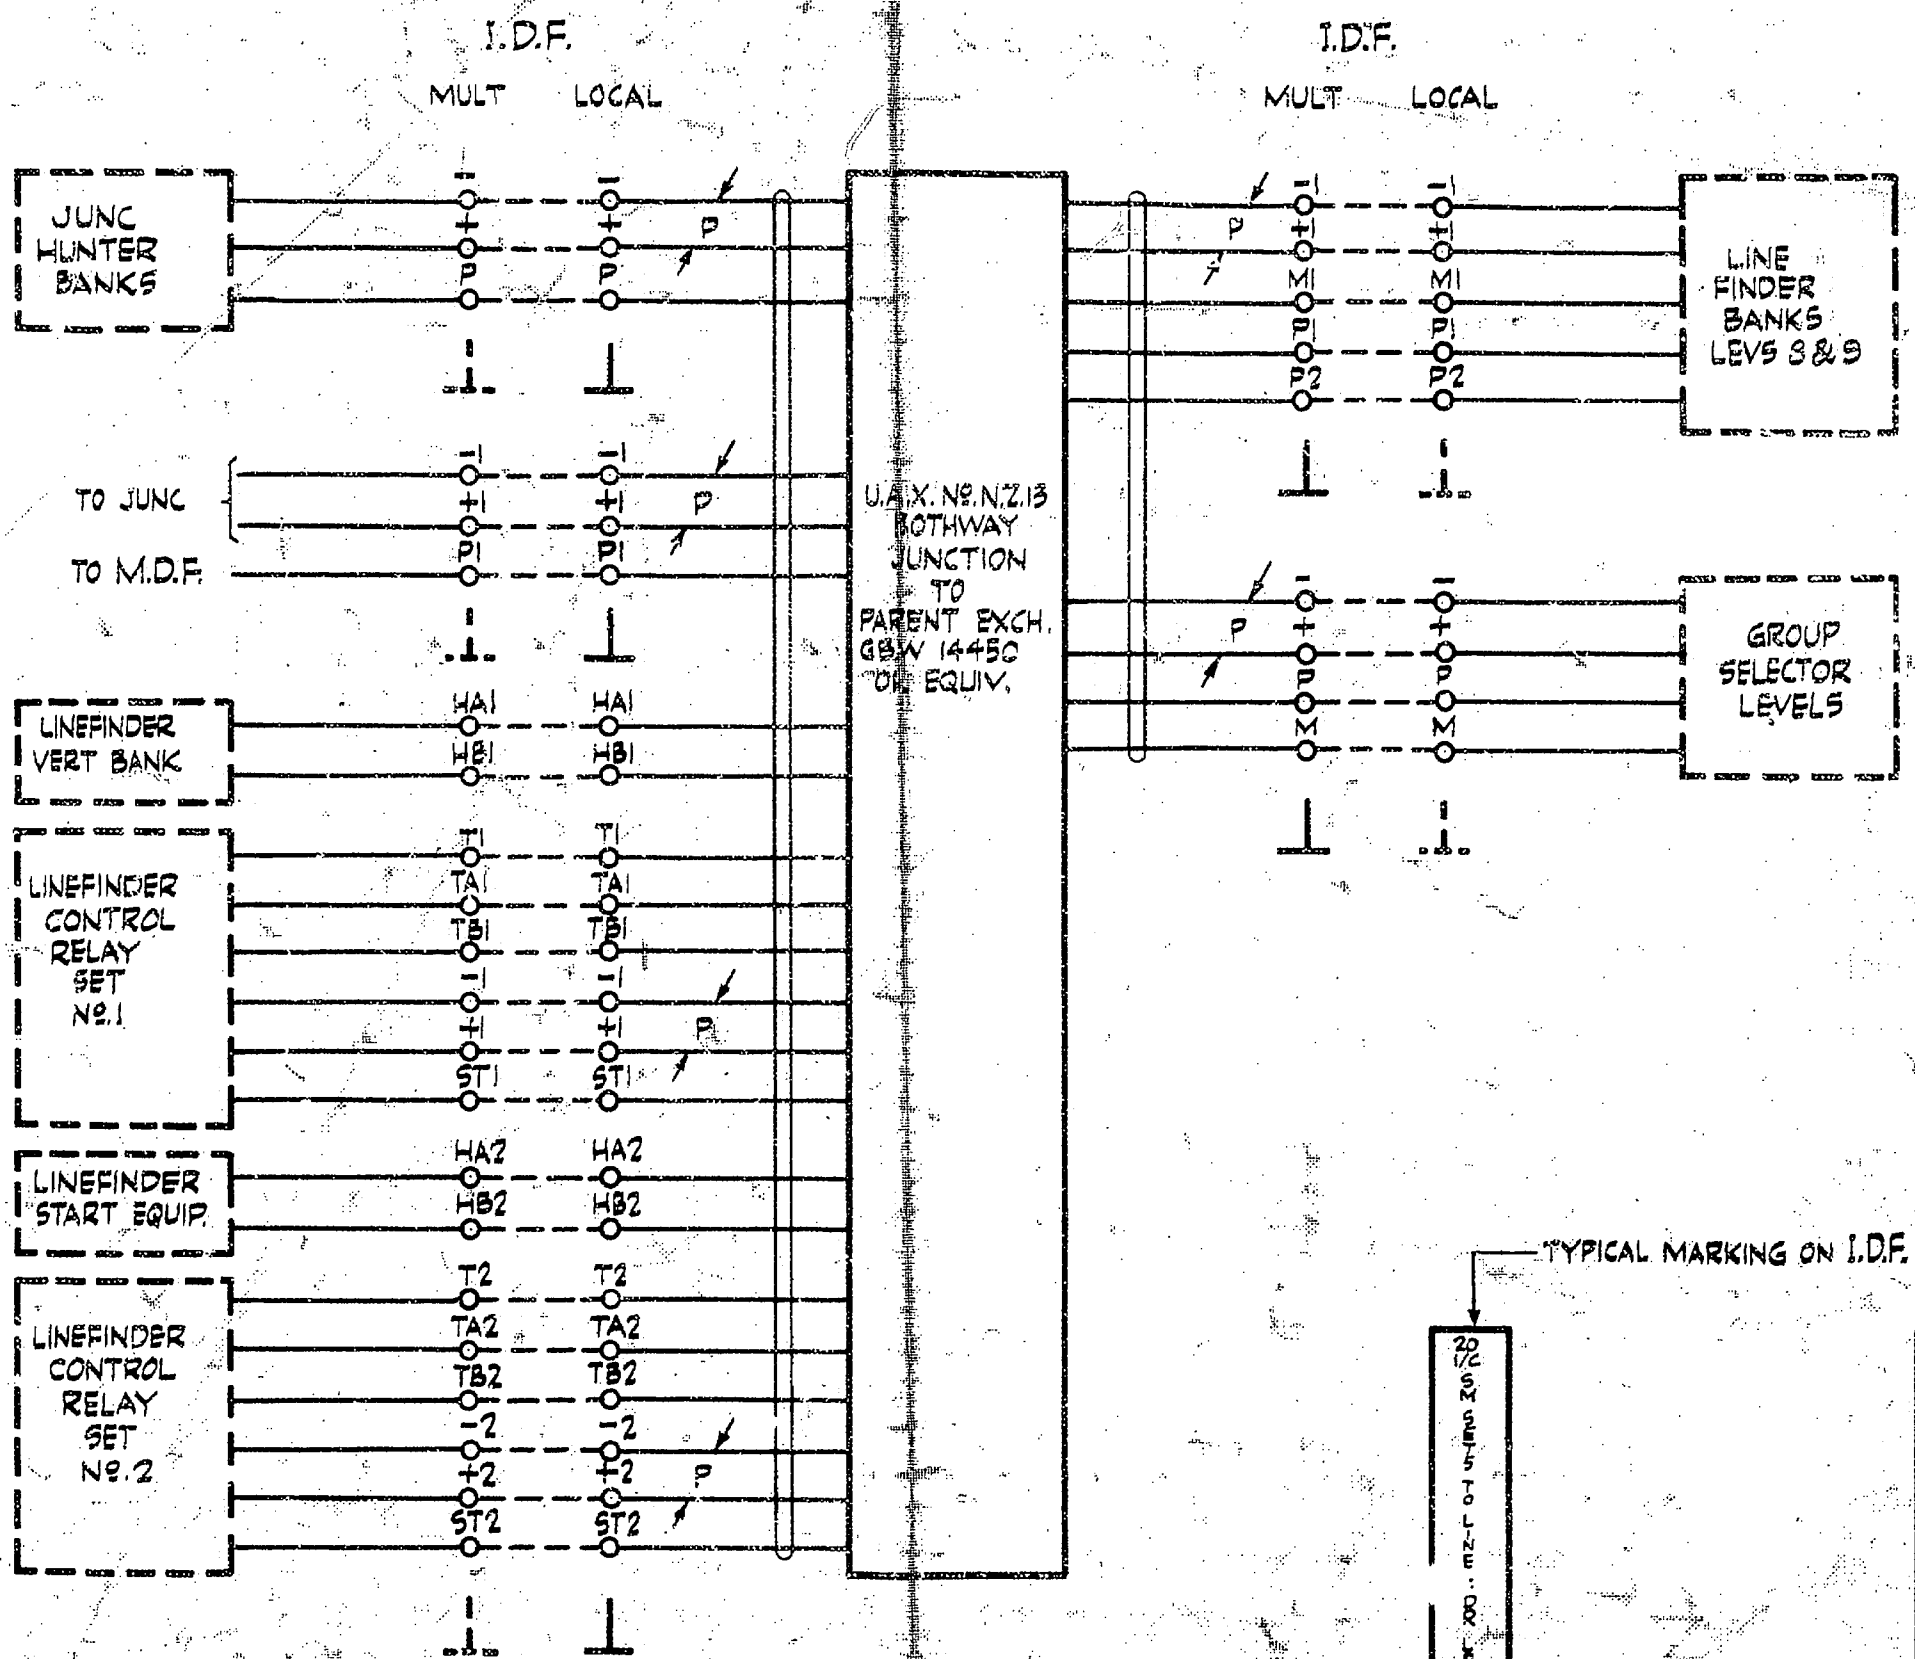 I.D.F.
MULT LOCAL
JUNC
HUNTER
BANKS
- -
+ +
P P
P
TO JUNC
TO M.D.F.
-1 -1
+1 +1
P1 P1
P
LINEFINDER
VERT BANK
HA1 HA1
HB1 HB1
LINEFINDER
CONTROL
RELAY
SET
Nº.1
T1 T1
TA1 TA1
TB1 TB1
-1 -1
+1 +1
P
ST1 ST1
LINEFINDER
START EQUIP.
HA2 HA2
HB2 HB2
LINEFINDER
CONTROL
RELAY
SET
Nº.2
T2 T2
TA2 TA2
TB2 TB2
-2 -2
+2 +2
P
ST2 ST2
U.A.X. Nº.N.Z.13
BOTHWAY
JUNCTION
TO
PARENT EXCH.
GBW 14450
OR EQUIV.
I.D.F.
MULT LOCAL
-1 -1
P
+1 +1
M1 M1
P1 P1
P2 P2
LINE
FINDER
BANKS
LEVS 8 & 9
- -
P
+ +
P P
M M
GROUP
SELECTOR
LEVELS
TYPICAL MARKING ON I.D.F.
20
I/C
SM SETS TO LINE